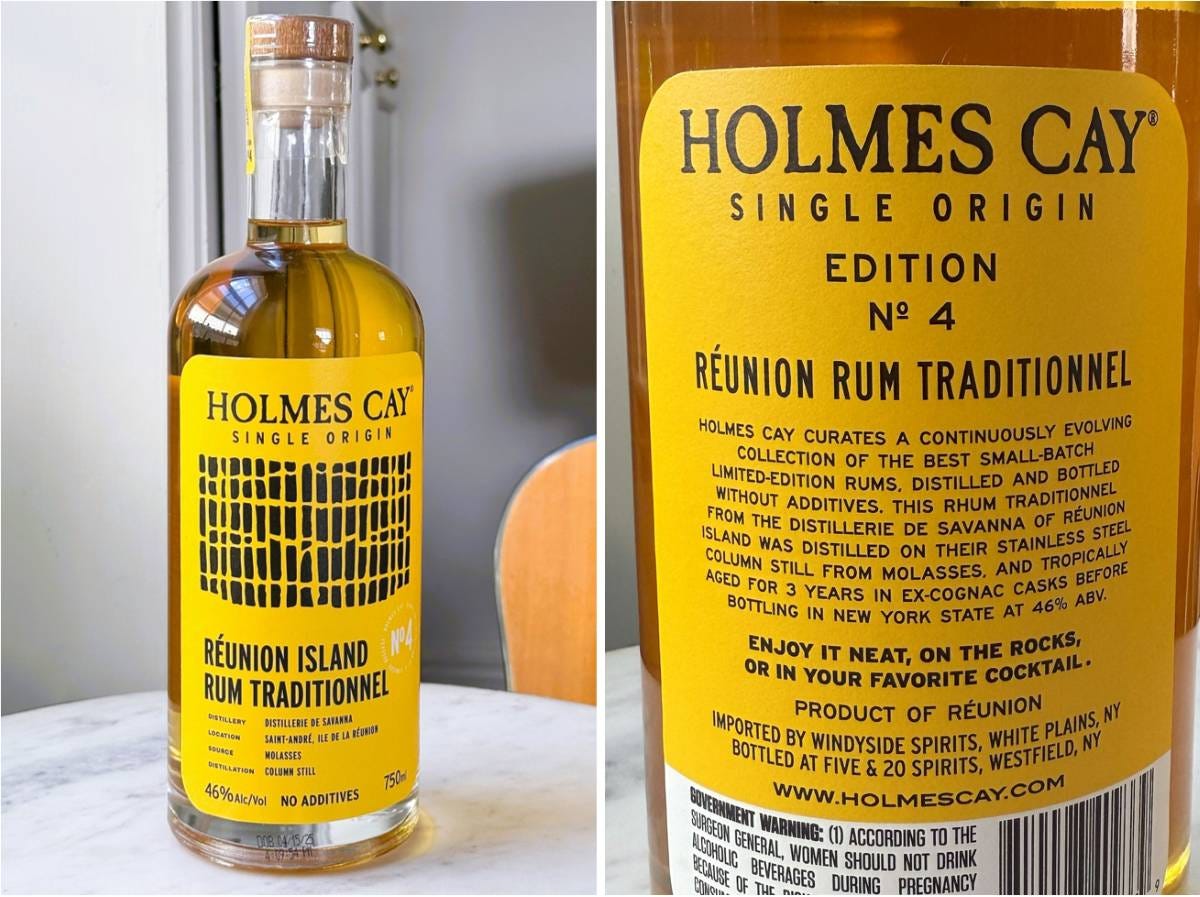 HOLMES CAY®
SINGLE ORIGIN
Nº4
RÉUNION ISLAND
RUM TRADITIONNEL
DISTILLERY DISTILLERIE DE SAVANNA
LOCATION SAINT-ANDRÉ, ILE DE LA RÉUNION
SOURCE MOLASSES
DISTILLATION COLUMN STILL
46%Alc/Vol NO ADDITIVES 750ml
HOLMES CAY®
SINGLE ORIGIN
EDITION
Nº 4
RÉUNION RUM TRADITIONNEL
HOLMES CAY CURATES A CONTINUOUSLY EVOLVING
COLLECTION OF THE BEST SMALL-BATCH
LIMITED-EDITION RUMS, DISTILLED AND BOTTLED
WITHOUT ADDITIVES. THIS RHUM TRADITIONNEL
FROM THE DISTILLERIE DE SAVANNA OF RÉUNION
ISLAND WAS DISTILLED ON THEIR STAINLESS STEEL
COLUMN STILL FROM MOLASSES, AND TROPICALLY
AGED FOR 3 YEARS IN EX-COGNAC CASKS BEFORE
BOTTLING IN NEW YORK STATE AT 46% ABV.
ENJOY IT NEAT, ON THE ROCKS,
OR IN YOUR FAVORITE COCKTAIL.
PRODUCT OF RÉUNION
IMPORTED BY WINDYSIDE SPIRITS, WHITE PLAINS, NY
BOTTLED AT FIVE & 20 SPIRITS, WESTFIELD, NY
WWW.HOLMESCAY.COM
GOVERNMENT WARNING: (1) ACCORDING TO THE
SURGEON GENERAL, WOMEN SHOULD NOT DRINK
ALCOHOLIC BEVERAGES DURING PREGNANCY
BECAUSE OF THE
9